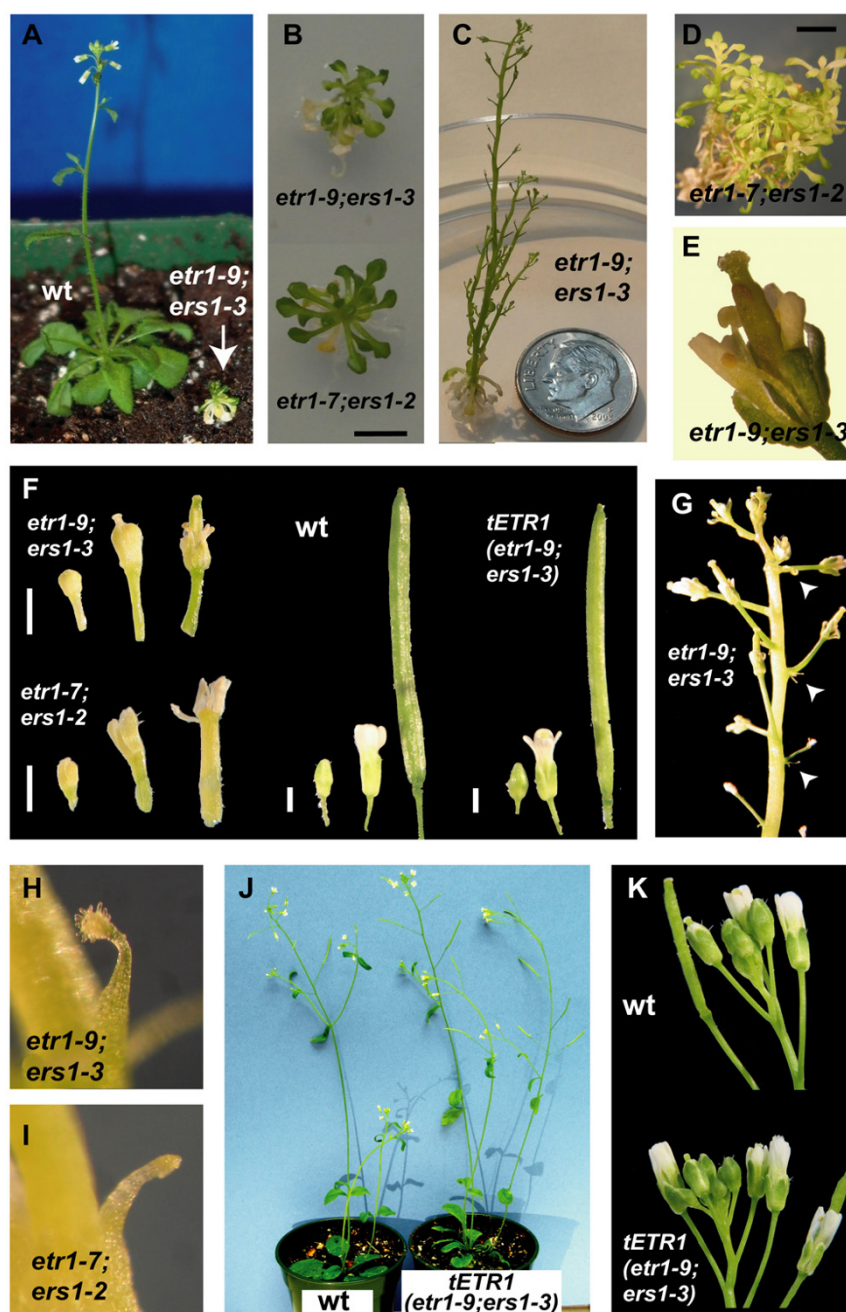 A
wt
etr1-9;
ers1-3
B
etr1-9;ers1-3
etr1-7;ers1-2
C
etr1-9;
ers1-3
LIBERTY
D
etr1-7;ers1-2
E
etr1-9;ers1-3
F
etr1-9;
ers1-3
etr1-7;
ers1-2
wt
tETR1
(etr1-9;
ers1-3)
G
etr1-9;
ers1-3
H
etr1-9;
ers1-3
I
etr1-7;
ers1-2
J
wt
tETR1
(etr1-9;ers1-3)
K
wt
tETR1
(etr1-9;
ers1-3)